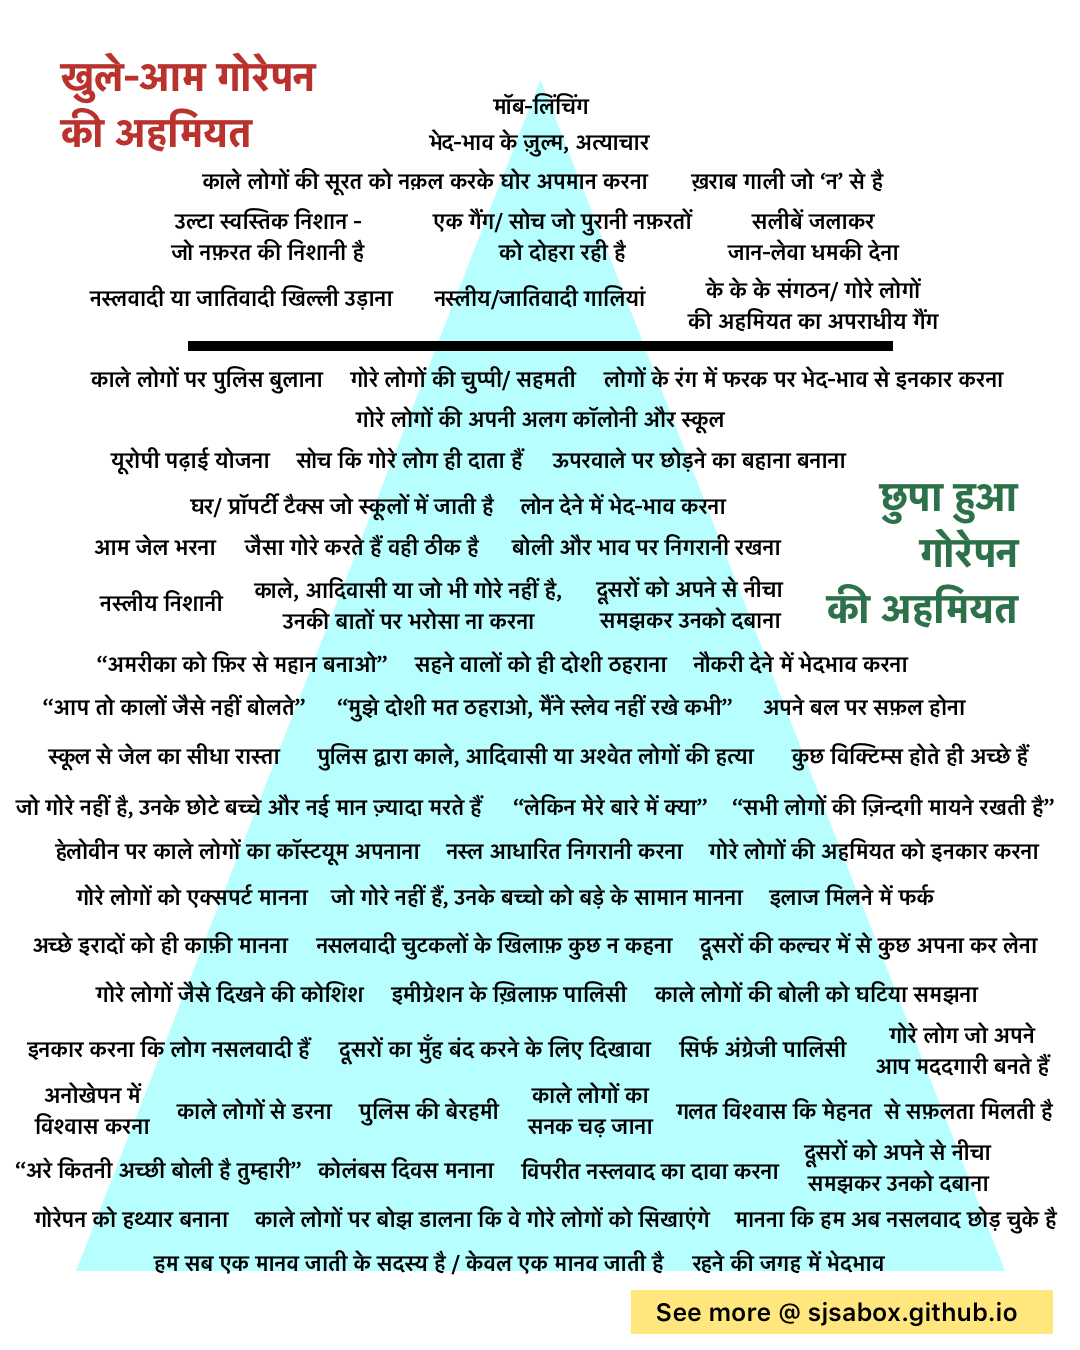 खुले-आम गोरेपन
की अहमियत
मॉब-लिंचिंग
भेद-भाव के ज़ुल्म, अत्याचार
काले लोगों की सूरत को नक़ल करके घोर अपमान करना ख़राब गाली जो ‘न’ से है
उल्टा स्वस्तिक निशान -
जो नफ़रत की निशानी है
एक गैंग/ सोच जो पुरानी नफ़रतों
को दोहरा रही है
सलीबें जलाकर
जान-लेवा धमकी देना
नस्लवादी या जातिवादी खिल्ली उड़ाना नस्लीय/जातिवादी गालियां
के के के संगठन/ गोरे लोगों
की अहमियत का अपराधीय गैंग
काले लोगों पर पुलिस बुलाना गोरे लोगों की चुप्पी/ सहमती लोगों के रंग में फरक पर भेद-भाव से इनकार करना
गोरे लोगों की अपनी अलग कॉलोनी और स्कूल
यूरोपी पढ़ाई योजना सोच कि गोरे लोग ही दाता हैं ऊपरवाले पर छोड़ने का बहाना बनाना
छुपा हुआ
गोरेपन
की अहमियत
घर/ प्रॉपर्टी टैक्स जो स्कूलों में जाती है लोन देने में भेद-भाव करना
आम जेल भरना जैसा गोरे करते हैं वही ठीक है बोली और भाव पर निगरानी रखना
नस्लीय निशानी
काले, आदिवासी या जो भी गोरे नहीं है,
उनकी बातों पर भरोसा ना करना
दूसरों को अपने से नीचा
समझकर उनको दबाना
“अमरीका को फ़िर से महान बनाओ” सहने वालों को ही दोशी ठहराना नौकरी देने में भेदभाव करना
“आप तो कालों जैसे नहीं बोलते” “मुझे दोशी मत ठहराओ, मैंने स्लेव नहीं रखे कभी” अपने बल पर सफ़ल होना
स्कूल से जेल का सीधा रास्ता पुलिस द्वारा काले, आदिवासी या अश्वेत लोगों की हत्या कुछ विक्टिम्स होते ही अच्छे हैं
जो गोरे नहीं है, उनके छोटे बच्चे और नई मान ज़्यादा मरते हैं “लेकिन मेरे बारे में क्या” “सभी लोगों की ज़िन्दगी मायने रखती है”
हेलोवीन पर काले लोगों का कॉस्टयूम अपनाना नस्ल आधारित निगरानी करना गोरे लोगों की अहमियत को इनकार करना
गोरे लोगों को एक्सपर्ट मानना जो गोरे नहीं हैं, उनके बच्चो को बड़े के सामान मानना इलाज मिलने में फर्क
अच्छे इरादों को ही काफ़ी मानना नसलवादी चुटकलों के खिलाफ़ कुछ न कहना दूसरों की कल्चर में से कुछ अपना कर लेना
गोरे लोगों जैसे दिखने की कोशिश इमीग्रेशन के ख़िलाफ़ पालिसी काले लोगों की बोली को घटिया समझना
इनकार करना कि लोग नसलवादी हैं दूसरों का मुँह बंद करने के लिए दिखावा सिर्फ अंग्रेजी पालिसी
गोरे लोग जो अपने
आप मददगारी बनते हैं
अनोखेपन में
विश्वास करना
काले लोगों से डरना पुलिस की बेरहमी
काले लोगों का
सनक चढ़ जाना
गलत विश्वास कि मेहनत से सफ़लता मिलती है
“अरे कितनी अच्छी बोली है तुम्हारी” कोलंबस दिवस मनाना विपरीत नस्लवाद का दावा करना
दूसरों को अपने से नीचा
समझकर उनको दबाना
गोरेपन को हथ्यार बनाना काले लोगों पर बोझ डालना कि वे गोरे लोगों को सिखाएंगे मानना कि हम अब नसलवाद छोड़ चुके है
हम सब एक मानव जाती के सदस्य है / केवल एक मानव जाती है रहने की जगह में भेदभाव
See more @ sjsabox.github.io